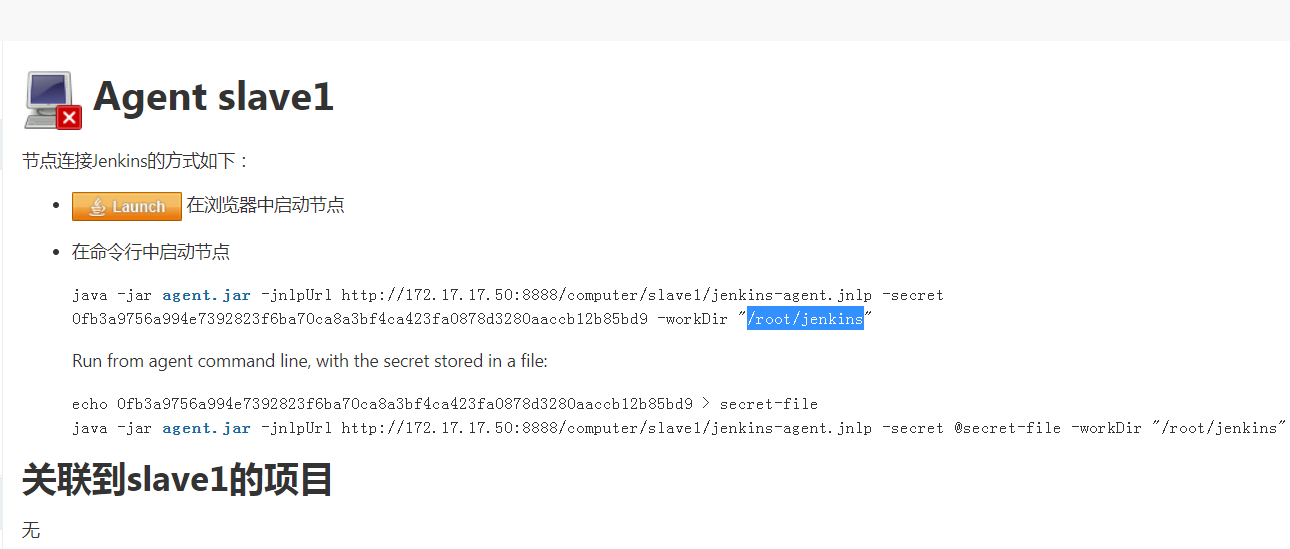 Agent slave1
节点连接Jenkins的方式如下：
Launch 在浏览器中启动节点
在命令行中启动节点
java -jar agent.jar -jnlpUrl http://172.17.17.50:8888/computer/slave1/jenkins-agent.jnlp -secret
0fb3a9756a994e7392823f6ba70ca8a3bf4ca423fa0878d3280aaccb12b85bd9 -workDir "/root/jenkins"
Run from agent command line, with the secret stored in a file:
echo 0fb3a9756a994e7392823f6ba70ca8a3bf4ca423fa0878d3280aaccb12b85bd9 > secret-file
java -jar agent.jar -jnlpUrl http://172.17.17.50:8888/computer/slave1/jenkins-agent.jnlp -secret @secret-file -workDir "/root/jenkins"
关联到slave1的项目
无